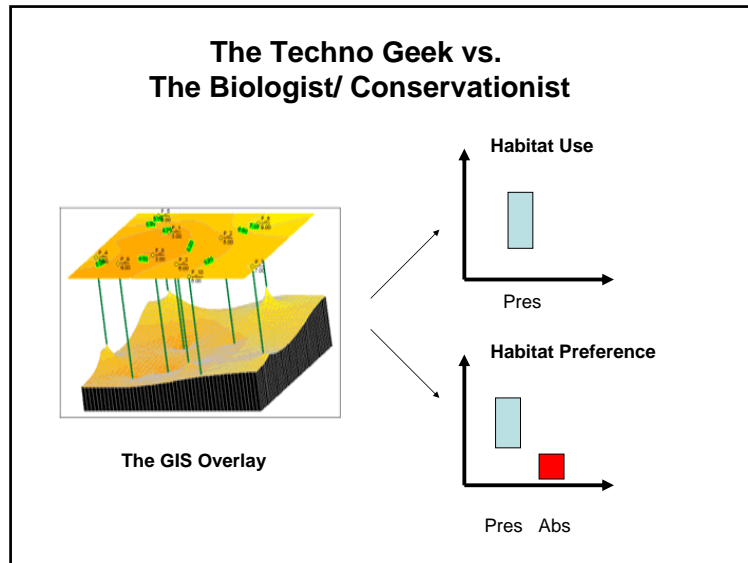 The Techno Geek vs.
The Biologist/ Conservationist
Habitat Use
Pres
Habitat Preference
The GIS Overlay
Pres Abs